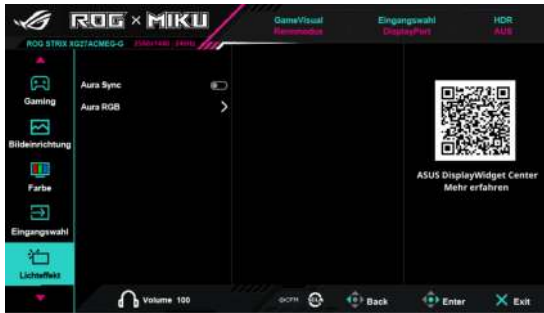 ROG × MIKU
GameVisual
Rennmodus
Eingangswahl
DisplayPort
HDR
AUS
ROG STRIX XG27ACMEG-G
Gaming
Bildeinrichtung
Farbe
Eingangswahl
Lichteffekt
Aura Sync
Aura RGB
ASUS DisplayWidget Center
Mehr erfahren
Volume 100
Back
Enter
Exit